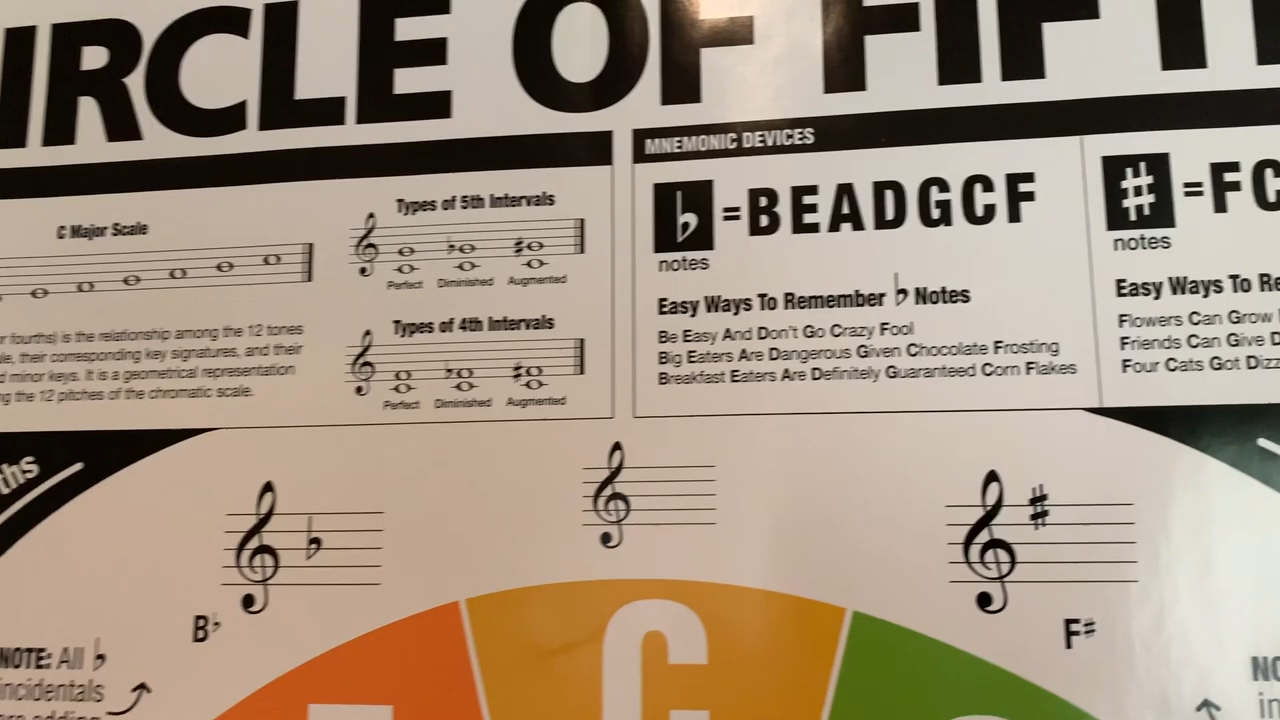 CIRCLE OF FIFT
C Major Scale
Types of 5th Intervals
Perfect Diminished Augmented
Types of 4th Intervals
Perfect Diminished Augmented
r fourths) is the relationship among the 12 tones
le, their corresponding key signatures, and their
d minor keys. It is a geometrical representation
ng the 12 pitches of the chromatic scale.
MNEMONIC DEVICES
♭=BEADGCF
notes
Easy Ways To Remember ♭ Notes
Be Easy And Don't Go Crazy Fool
Big Eaters Are Dangerous Given Chocolate Frosting
Breakfast Eaters Are Definitely Guaranteed Corn Flakes
♯=FC
notes
Easy Ways To Re
Flowers Can Grow
Friends Can Give D
Four Cats Got Dizz
ths
B♭
F♯
NOTE: All ♭
incidentals
C
NO
in